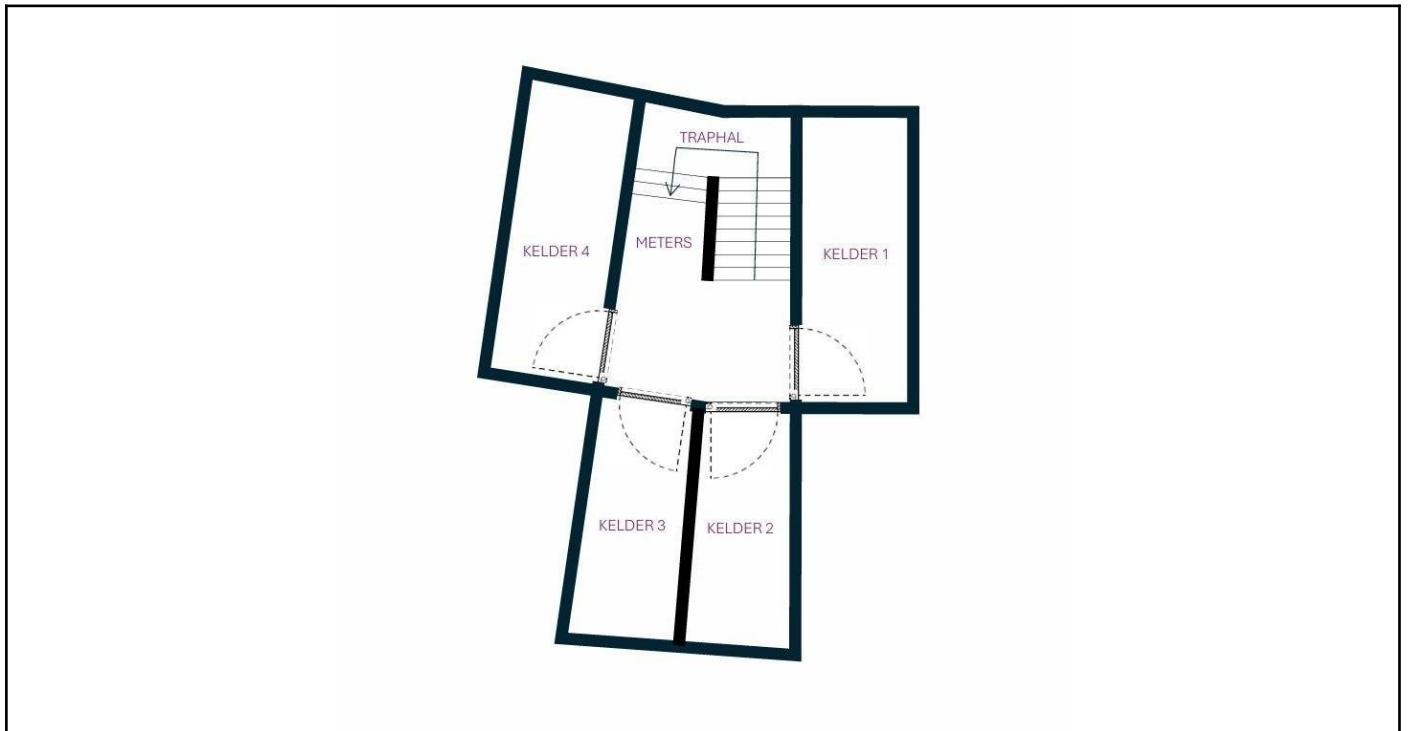 TRAPHAL
METERS
KELDER 4
KELDER 1
KELDER 3
KELDER 2